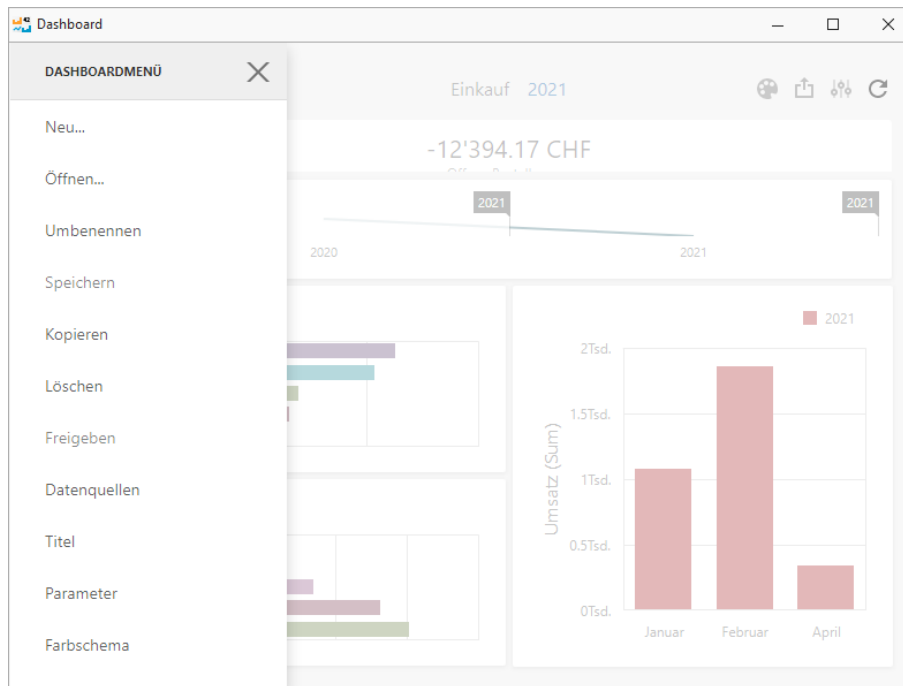 Dashboard
DASHBOARDMENÜ
Neu...
Öffnen...
Umbenennen
Speichern
Kopieren
Löschen
Freigeben
Datenquellen
Titel
Parameter
Farbschema
Einkauf 2021
-12'394.17 CHF
2021 2021
2020 2021
2021
2Tsd.
1.5Tsd.
1Tsd.
0.5Tsd.
0Tsd.
Umsatz (Sum)
Januar Februar April